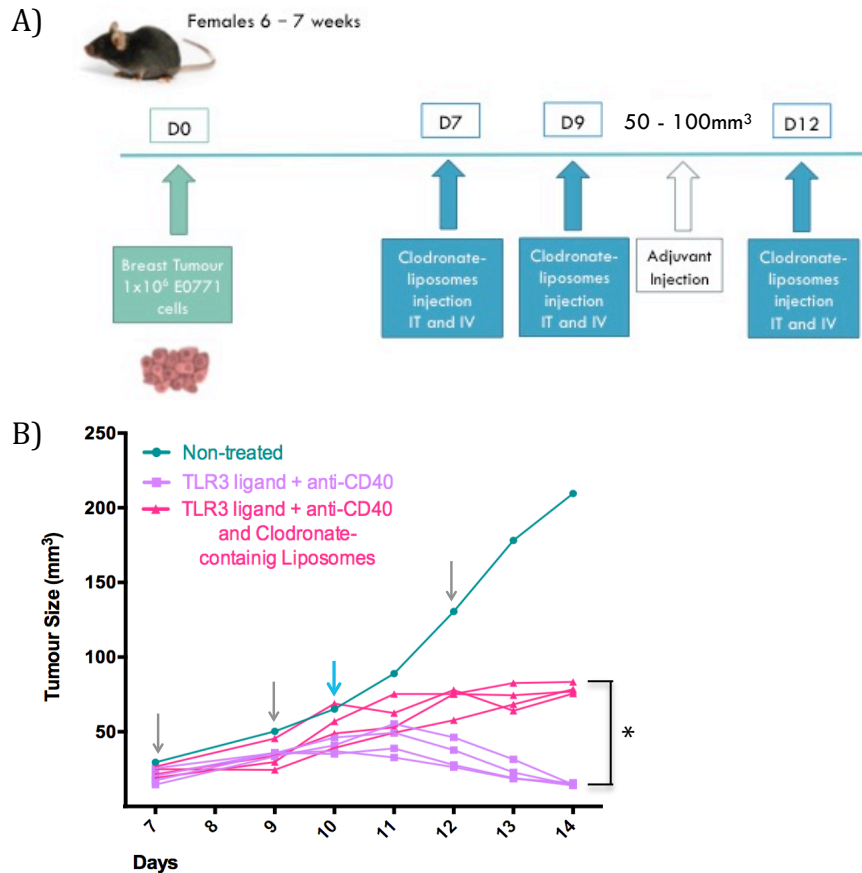 A)
Females 6 – 7 weeks
D0
D7
D9
50 - 100mm³
D12
Breast Tumour
1x10⁶ E0771
cells
Clodronate-
liposomes
injection
IT and IV
Clodronate-
liposomes
injection
IT and IV
Adjuvant
Injection
Clodronate-
liposomes
injection
IT and IV
B)
Non-treated
TLR3 ligand + anti-CD40
TLR3 ligand + anti-CD40
and Clodronate-
containig Liposomes
Tumour Size (mm³)
250
200
150
100
50
*
7
8
9
10
11
12
13
14
Days